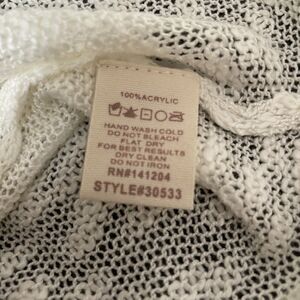 100%ACRYLIC
HAND WASH COLD
DO NOT BLEACH
FLAT DRY
FOR BEST RESULTS
DRY CLEAN
DO NOT IRON
RN#141204
STYLE#30533